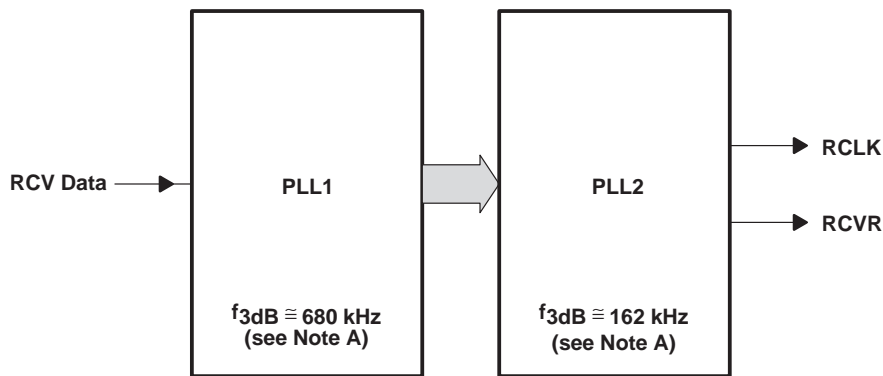 RCV Data
PLL1
f3dB ≅ 680 kHz
(see Note A)
PLL2
f3dB ≅ 162 kHz
(see Note A)
RCLK
RCVR